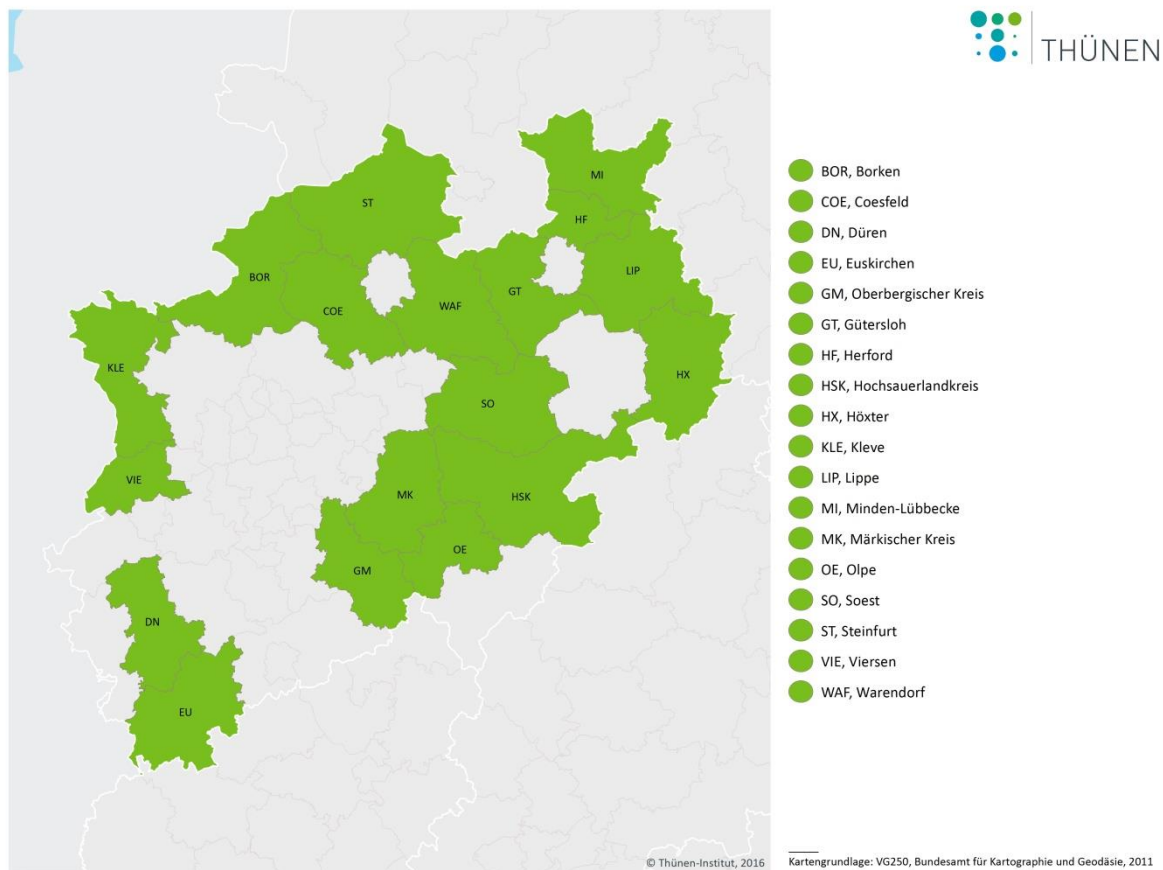 THÜNEN
MI
ST
HF
LIP
BOR
GT
WAF
COE
KLE
HX
SO
VIE
MK
HSK
OE
GM
DN
EU
© Thünen-Institut, 2016
BOR, Borken
COE, Coesfeld
DN, Düren
EU, Euskirchen
GM, Oberbergischer Kreis
GT, Gütersloh
HF, Herford
HSK, Hochsauerlandkreis
HX, Höxter
KLE, Kleve
LIP, Lippe
MI, Minden-Lübbecke
MK, Märkischer Kreis
OE, Olpe
SO, Soest
ST, Steinfurt
VIE, Viersen
WAF, Warendorf
Kartengrundlage: VG250, Bundesamt für Kartographie und Geodäsie, 2011